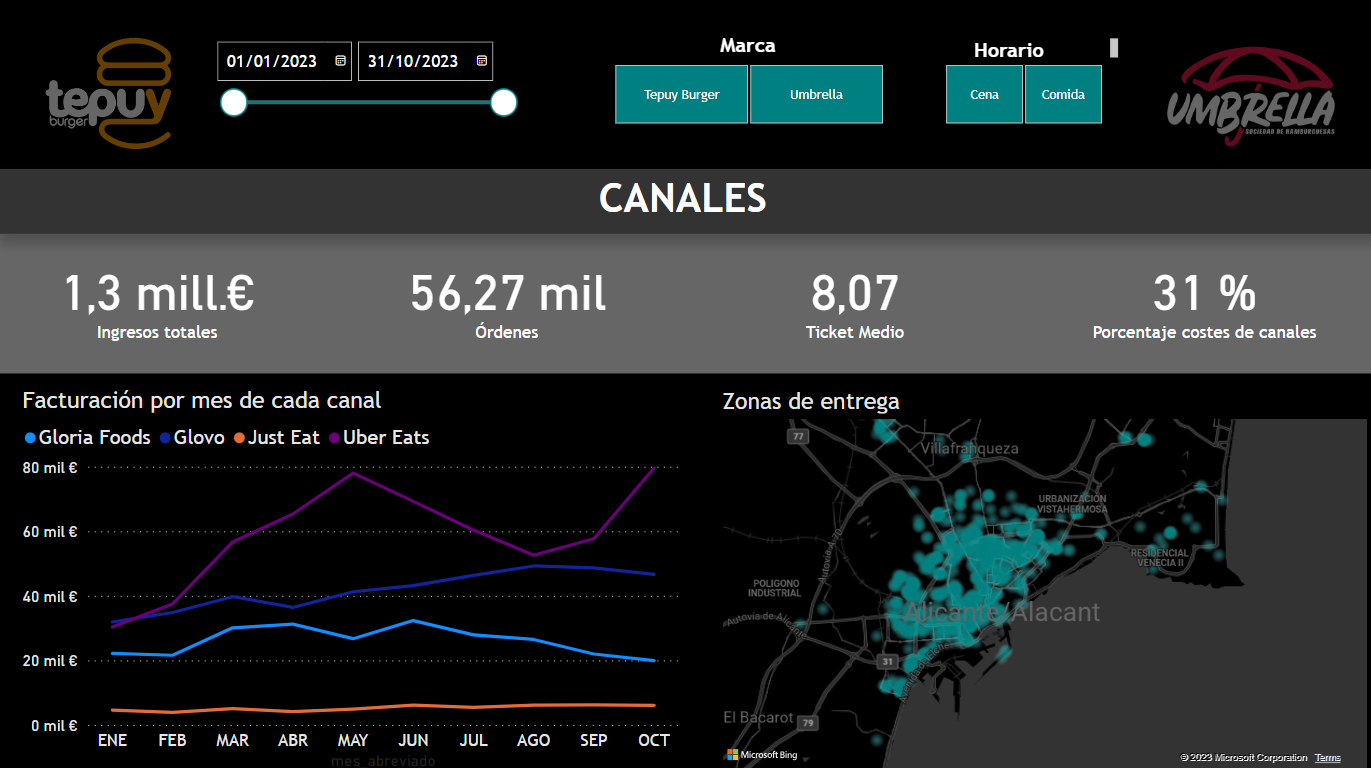 tepuy
burger
01/01/2023
31/10/2023
Marca
Tepuy Burger
Umbrella
Horario
Cena
Comida
UMBRELLA
SOCIEDAD DE HAMBURGUESAS
CANALES
1,3 mill.€
Ingresos totales
56,27 mil
Órdenes
8,07
Ticket Medio
31 %
Porcentaje costes de canales
Facturación por mes de cada canal
Gloria Foods
Glovo
Just Eat
Uber Eats
80 mil €
60 mil €
40 mil €
20 mil €
0 mil €
ENE
FEB
MAR
ABR
MAY
JUN
JUL
AGO
SEP
OCT
mes_abreviado
Zonas de entrega
77
Villafranqueza
URBANIZACION
VISTAHERMOSA
Autovía A-70
RESIDENCIAL
VENECIA II
POLIGONO
INDUSTRIAL
Alicante/Alacant
Autovia de Alicante
31
El Bacarot
79
Microsoft Bing
© 2023 Microsoft Corporation
Terms